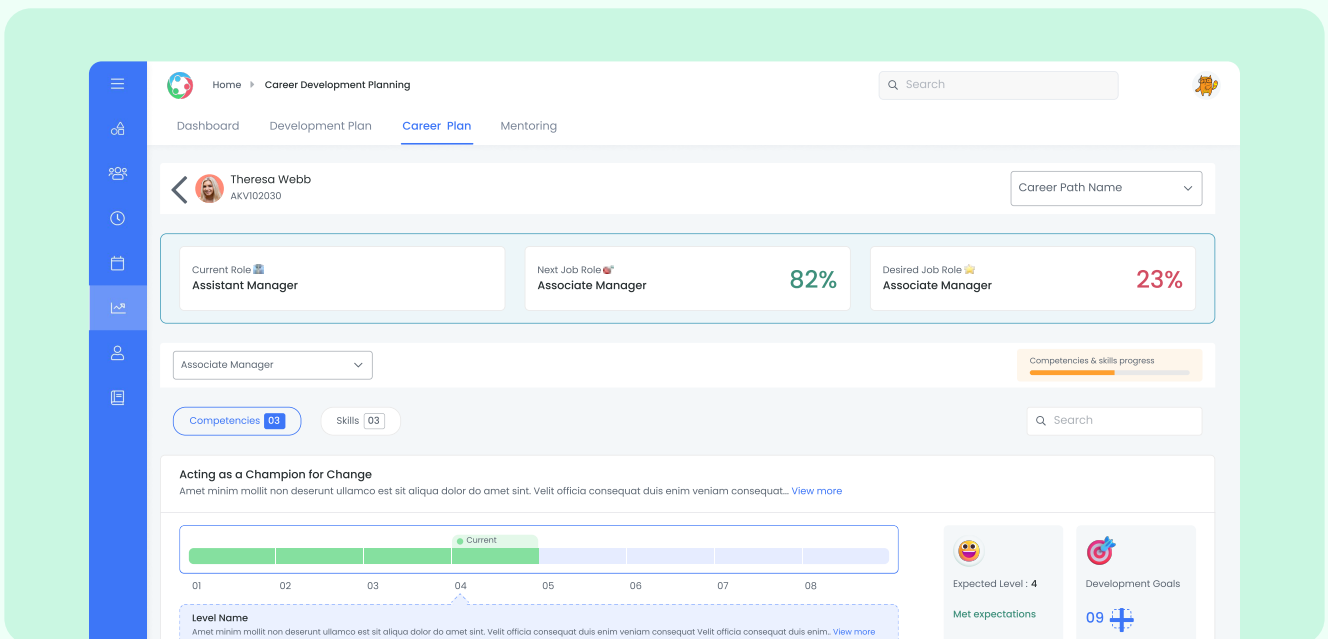 Home Career Development Planning
Search
Dashboard Development Plan Career Plan Mentoring
Theresa Webb
AKV102030
Career Path Name
Current Role
Assistant Manager
Next Job Role
Associate Manager
82%
Desired Job Role
Associate Manager
23%
Associate Manager
Competencies & skills progress
Competencies 03
Skills 03
Search
Acting as a Champion for Change
Amet minim mollit non deserunt ullamco est sit aliqua dolor do amet sint. Velit officia consequat duis enim veniam consequat... View more
Current
01 02 03 04 05 06 07 08
Level Name
Amet minim mollit non deserunt ullamco est sit aliqua dolor do amet sint. Velit officia consequat duis enim veniam consequat Velit officia consequat duis enim.. View more
Expected Level : 4
Met expectations
Development Goals
09